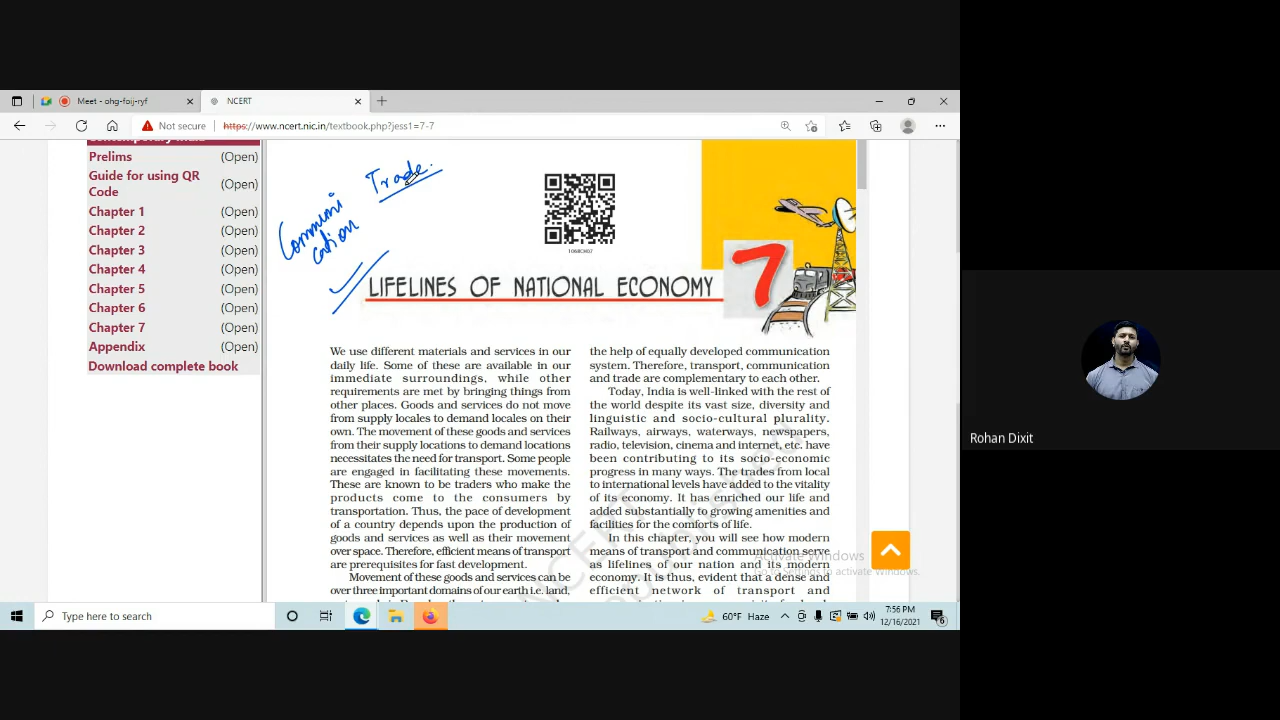 Meet - ohg-foij-ryf
NCERT
Not secure
https://www.ncert.nic.in/textbook.php?jess1=7-7
Prelims (Open)
Guide for using QR Code (Open)
Chapter 1 (Open)
Chapter 2 (Open)
Chapter 3 (Open)
Chapter 4 (Open)
Chapter 5 (Open)
Chapter 6 (Open)
Chapter 7 (Open)
Appendix (Open)
Download complete book
Trade.
Communi
cation
1068CH07
LIFELINES OF NATIONAL ECONOMY
7
We use different materials and services in our
daily life. Some of these are available in our
immediate surroundings, while other
requirements are met by bringing things from
other places. Goods and services do not move
from supply locales to demand locales on their
own. The movement of these goods and services
from their supply locations to demand locations
necessitates the need for transport. Some people
are engaged in facilitating these movements.
These are known to be traders who make the
products come to the consumers by
transportation. Thus, the pace of development
of a country depends upon the production of
goods and services as well as their movement
over space. Therefore, efficient means of transport
are prerequisites for fast development.
Movement of these goods and services can be
over three important domains of our earth i.e. land,
the help of equally developed communication
system. Therefore, transport, communication
and trade are complementary to each other.
Today, India is well-linked with the rest of
the world despite its vast size, diversity and
linguistic and socio-cultural plurality.
Railways, airways, waterways, newspapers,
radio, television, cinema and internet, etc. have
been contributing to its socio-economic
progress in many ways. The trades from local
to international levels have added to the vitality
of its economy. It has enriched our life and
added substantially to growing amenities and
facilities for the comforts of life.
In this chapter, you will see how modern
means of transport and communication serve
as lifelines of our nation and its modern
economy. It is thus, evident that a dense and
efficient network of transport and
Activate Windows
Go to Settings to activate Windows.
Type here to search
60°F Haze
7:56 PM
12/16/2021
6
Rohan Dixit